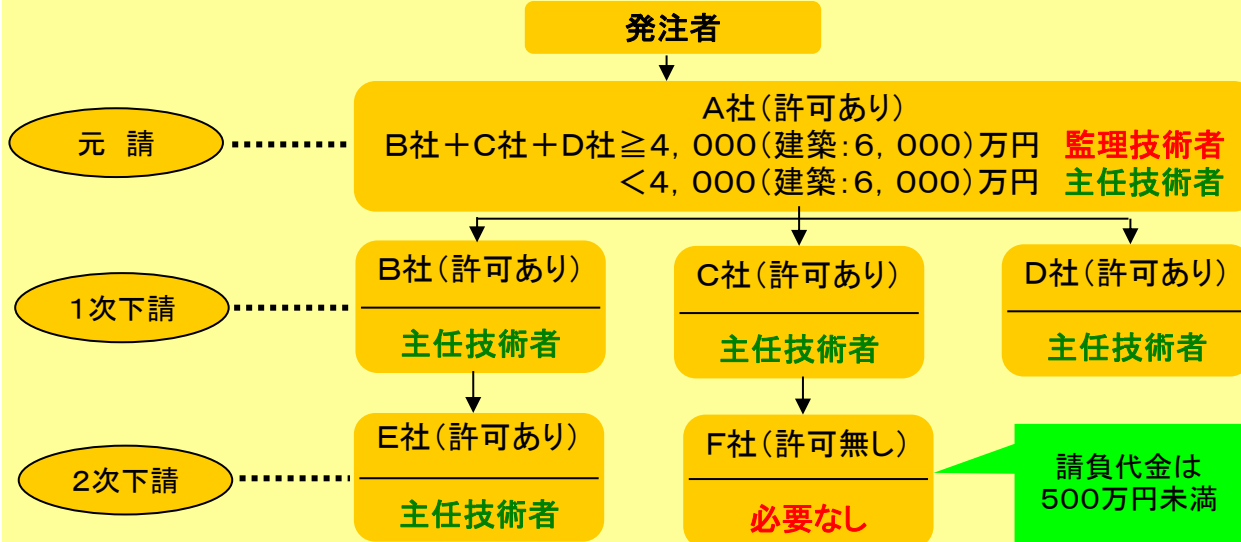 発注者
元 請
A社(許可あり)
B社+C社+D社≧4,000(建築:6,000)万円 監理技術者
<4,000(建築:6,000)万円 主任技術者
1次下請
B社(許可あり)
主任技術者
C社(許可あり)
主任技術者
D社(許可あり)
主任技術者
2次下請
E社(許可あり)
主任技術者
F社(許可無し)
必要なし
請負代金は
500万円未満